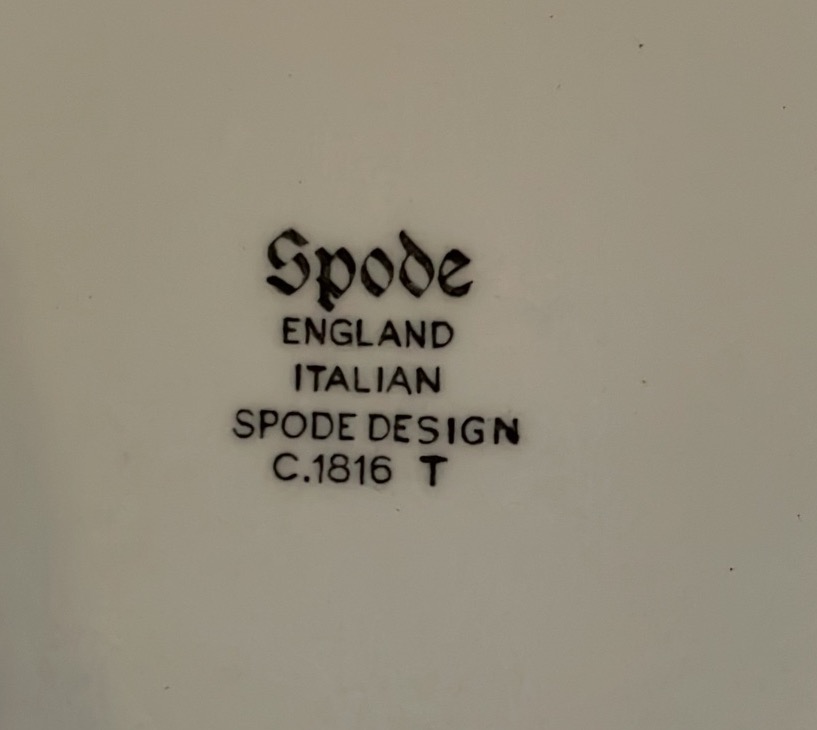 Spode
ENGLAND
ITALIAN
SPODE DESIGN
C.1816 T